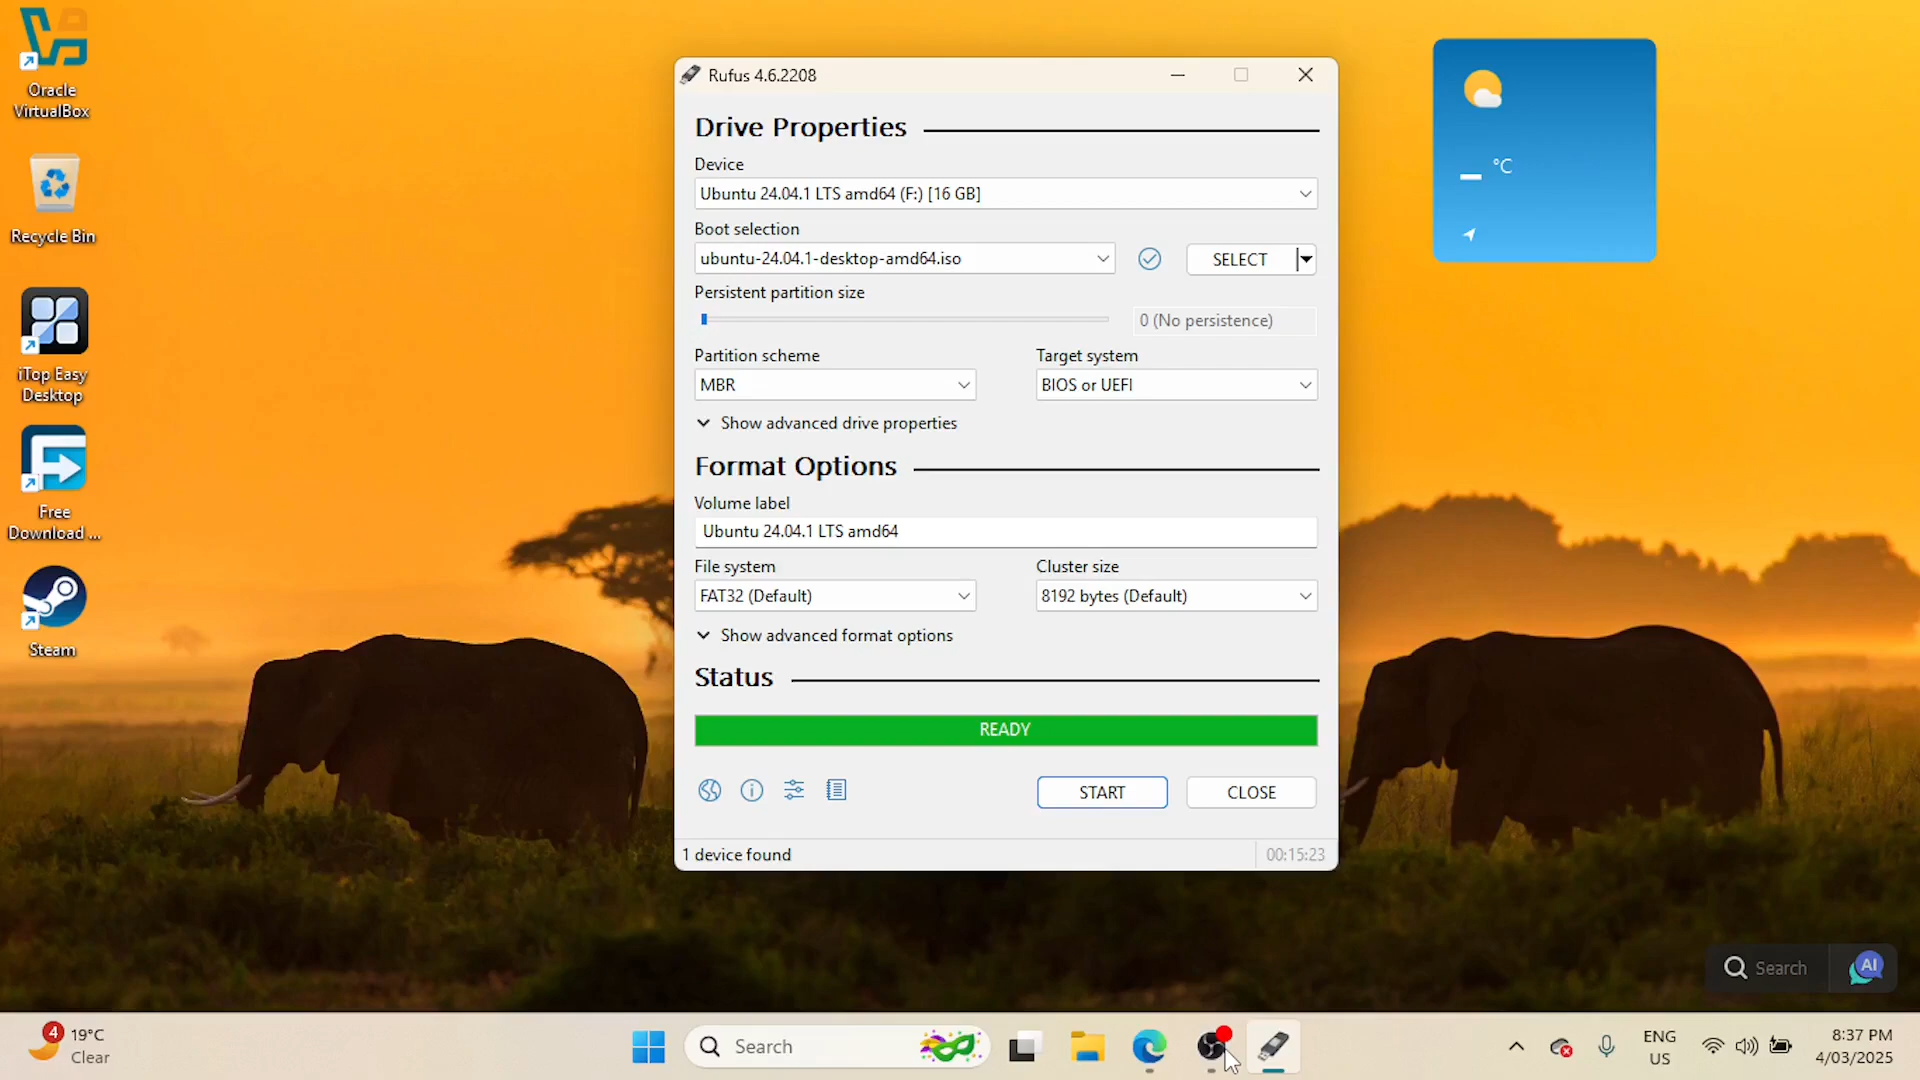 Oracle
VirtualBox
Recycle Bin
iTop Easy
Desktop
Free
Download ...
Steam
Rufus 4.6.2208
Drive Properties
Device
Ubuntu 24.04.1 LTS amd64 (F:) [16 GB]
Boot selection
ubuntu-24.04.1-desktop-amd64.iso
SELECT
Persistent partition size
0 (No persistence)
Partition scheme
Target system
MBR
BIOS or UEFI
Show advanced drive properties
Format Options
Volume label
Ubuntu 24.04.1 LTS amd64
File system
Cluster size
FAT32 (Default)
8192 bytes (Default)
Show advanced format options
Status
READY
START
CLOSE
1 device found
00:15:23
°C
Search
AI
4
19°C
Clear
Search
ENG
US
8:37 PM
4/03/2025